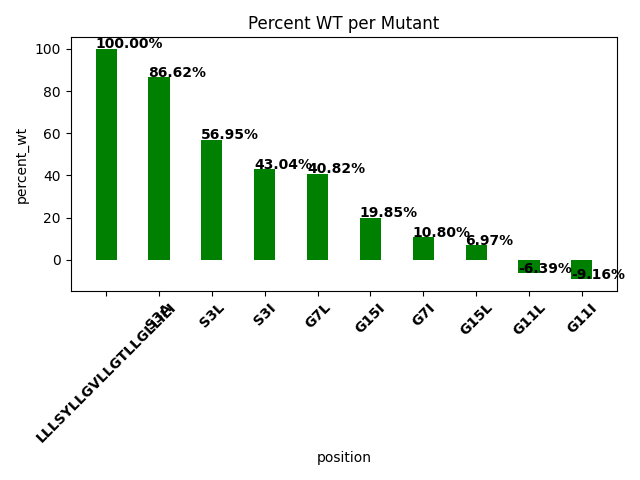 Percent WT per Mutant
percent_wt
100
80
60
40
20
0
100.00%
86.62%
56.95%
43.04%
40.82%
19.85%
10.80%
6.97%
-6.39%
-9.16%
S3A
S3L
S3I
G7L
G15I
G7I
G15L
G11L
G11I
position